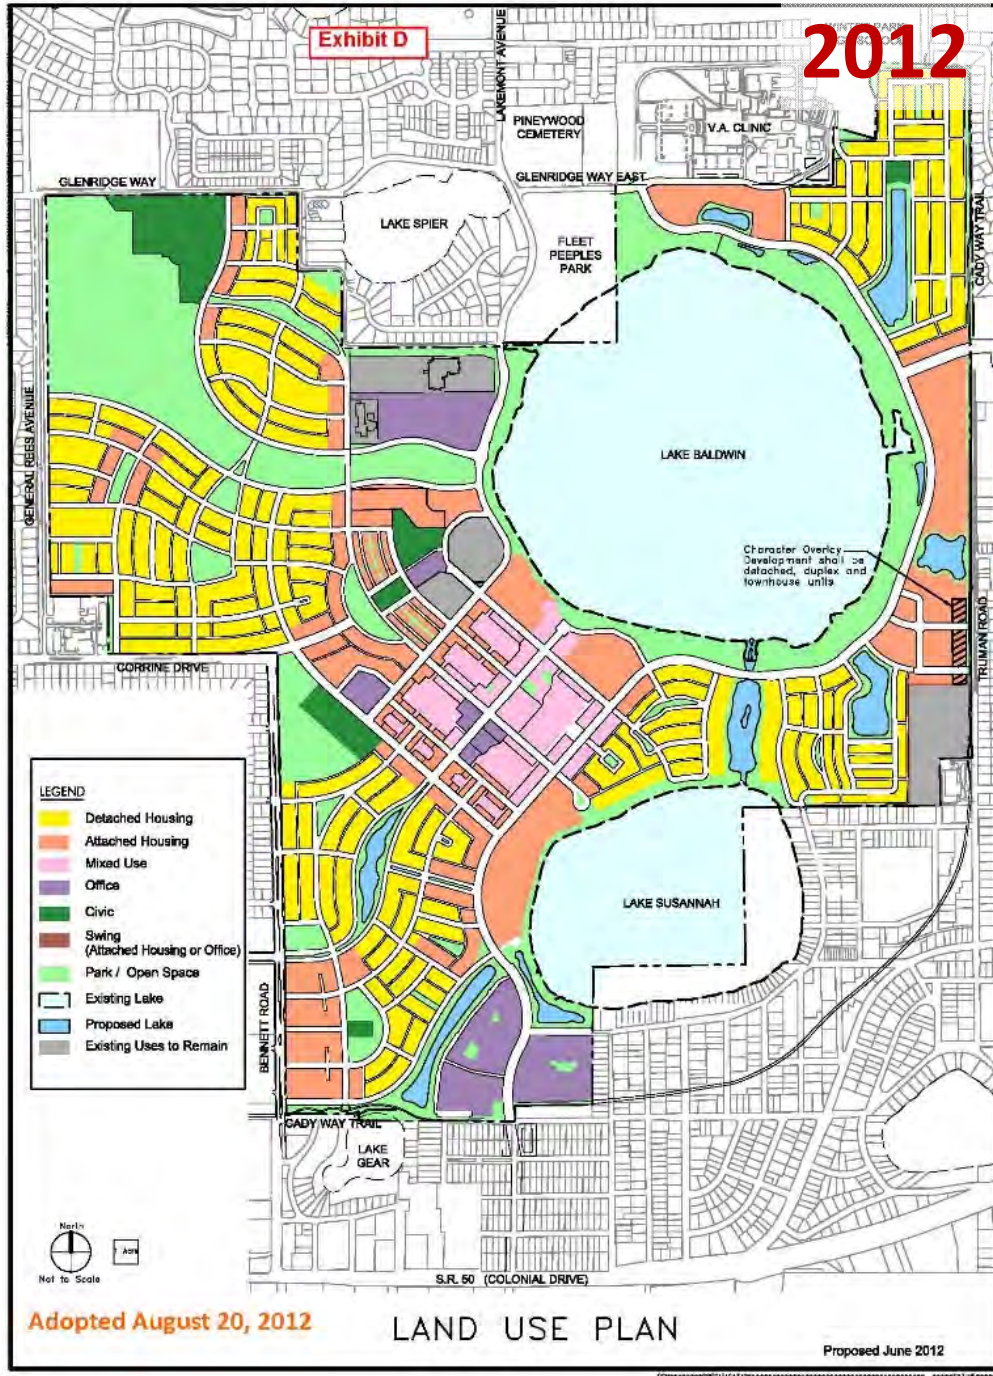 Exhibit D
2012
WINTER PARK
LAKEMONT AVENUE
PINEYWOOD
CEMETERY
V.A. CLINIC
GLENRIDGE WAY
GLENRIDGE WAY EAST
CADY WAY TRAIL
LAKE SPIER
FLEET
PEEPLES
PARK
GENERAL REES AVENUE
LAKE BALDWIN
Character Overlay
Development shall be
detached, duplex and
townhouse units
TRUMAN ROAD
CORRINE DRIVE
LEGEND
Detached Housing
Attached Housing
Mixed Use
Office
Civic
Swing
(Attached Housing or Office)
Park / Open Space
Existing Lake
Proposed Lake
Existing Uses to Remain
LAKE SUSANNAH
BENNETT ROAD
CADY WAY TRAIL
LAKE
GEAR
North
1 Acre
Not to Scale
S.R. 50 (COLONIAL DRIVE)
Adopted August 20, 2012
LAND USE PLAN
Proposed June 2012